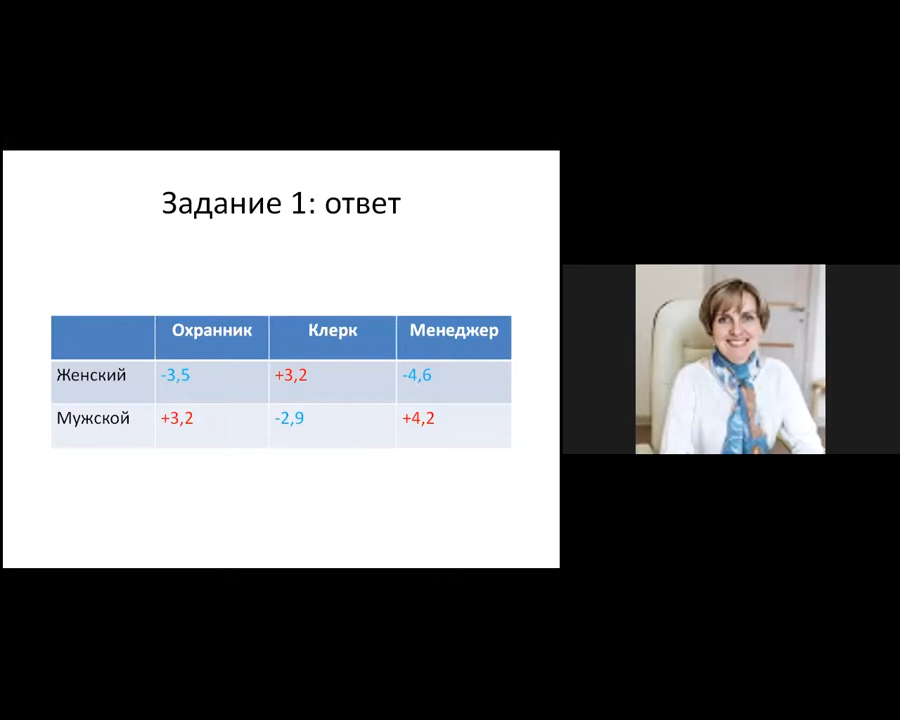 Задание 1: ответ
Охранник Клерк Менеджер
Женский -3,5 +3,2 -4,6
Мужской +3,2 -2,9 +4,2